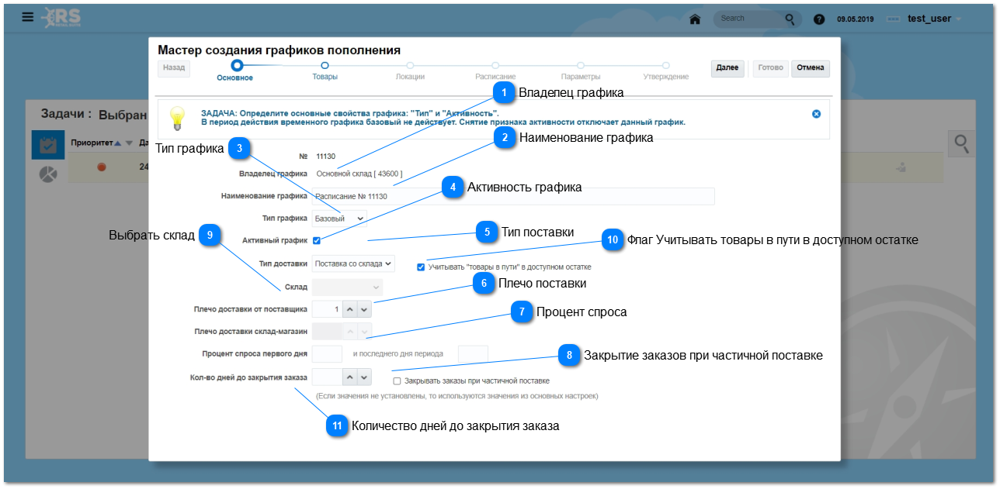 RS
Search
?
09.05.2019
test_user
Мастер создания графиков пополнения
Назад
Основное
Товары
Локации
Расписание
Параметры
Утверждение
Далее
Готово
Отмена
1 Владелец графика
ЗАДАЧА: Определите основные свойства графика: "Тип" и "Активность".
В период действия временного графика базовый не действует. Снятие признака активности отключает данный график.
Задачи : Выбран
2 Наименование графика
Приоритет
Да
Тип графика 3
24
№ 11130
Владелец графика Основной склад [ 43600 ]
4 Активность графика
Наименование графика Расписание № 11130
Тип графика Базовый
Выбрать склад 9
5 Тип поставки
Активный график
10 Флаг Учитывать товары в пути в доступном остатке
Тип доставки Поставка со склада
Учитывать "товары в пути" в доступном остатке
Склад
6 Плечо поставки
Плечо доставки от поставщика 1
7 Процент спроса
Плечо доставки склад-магазин
Процент спроса первого дня и последнего дня периода
8 Закрытие заказов при частичной поставке
Кол-во дней до закрытия заказа
Закрывать заказы при частичной поставке
(Если значения не установлены, то используются значения из основных настроек)
11 Количество дней до закрытия заказа